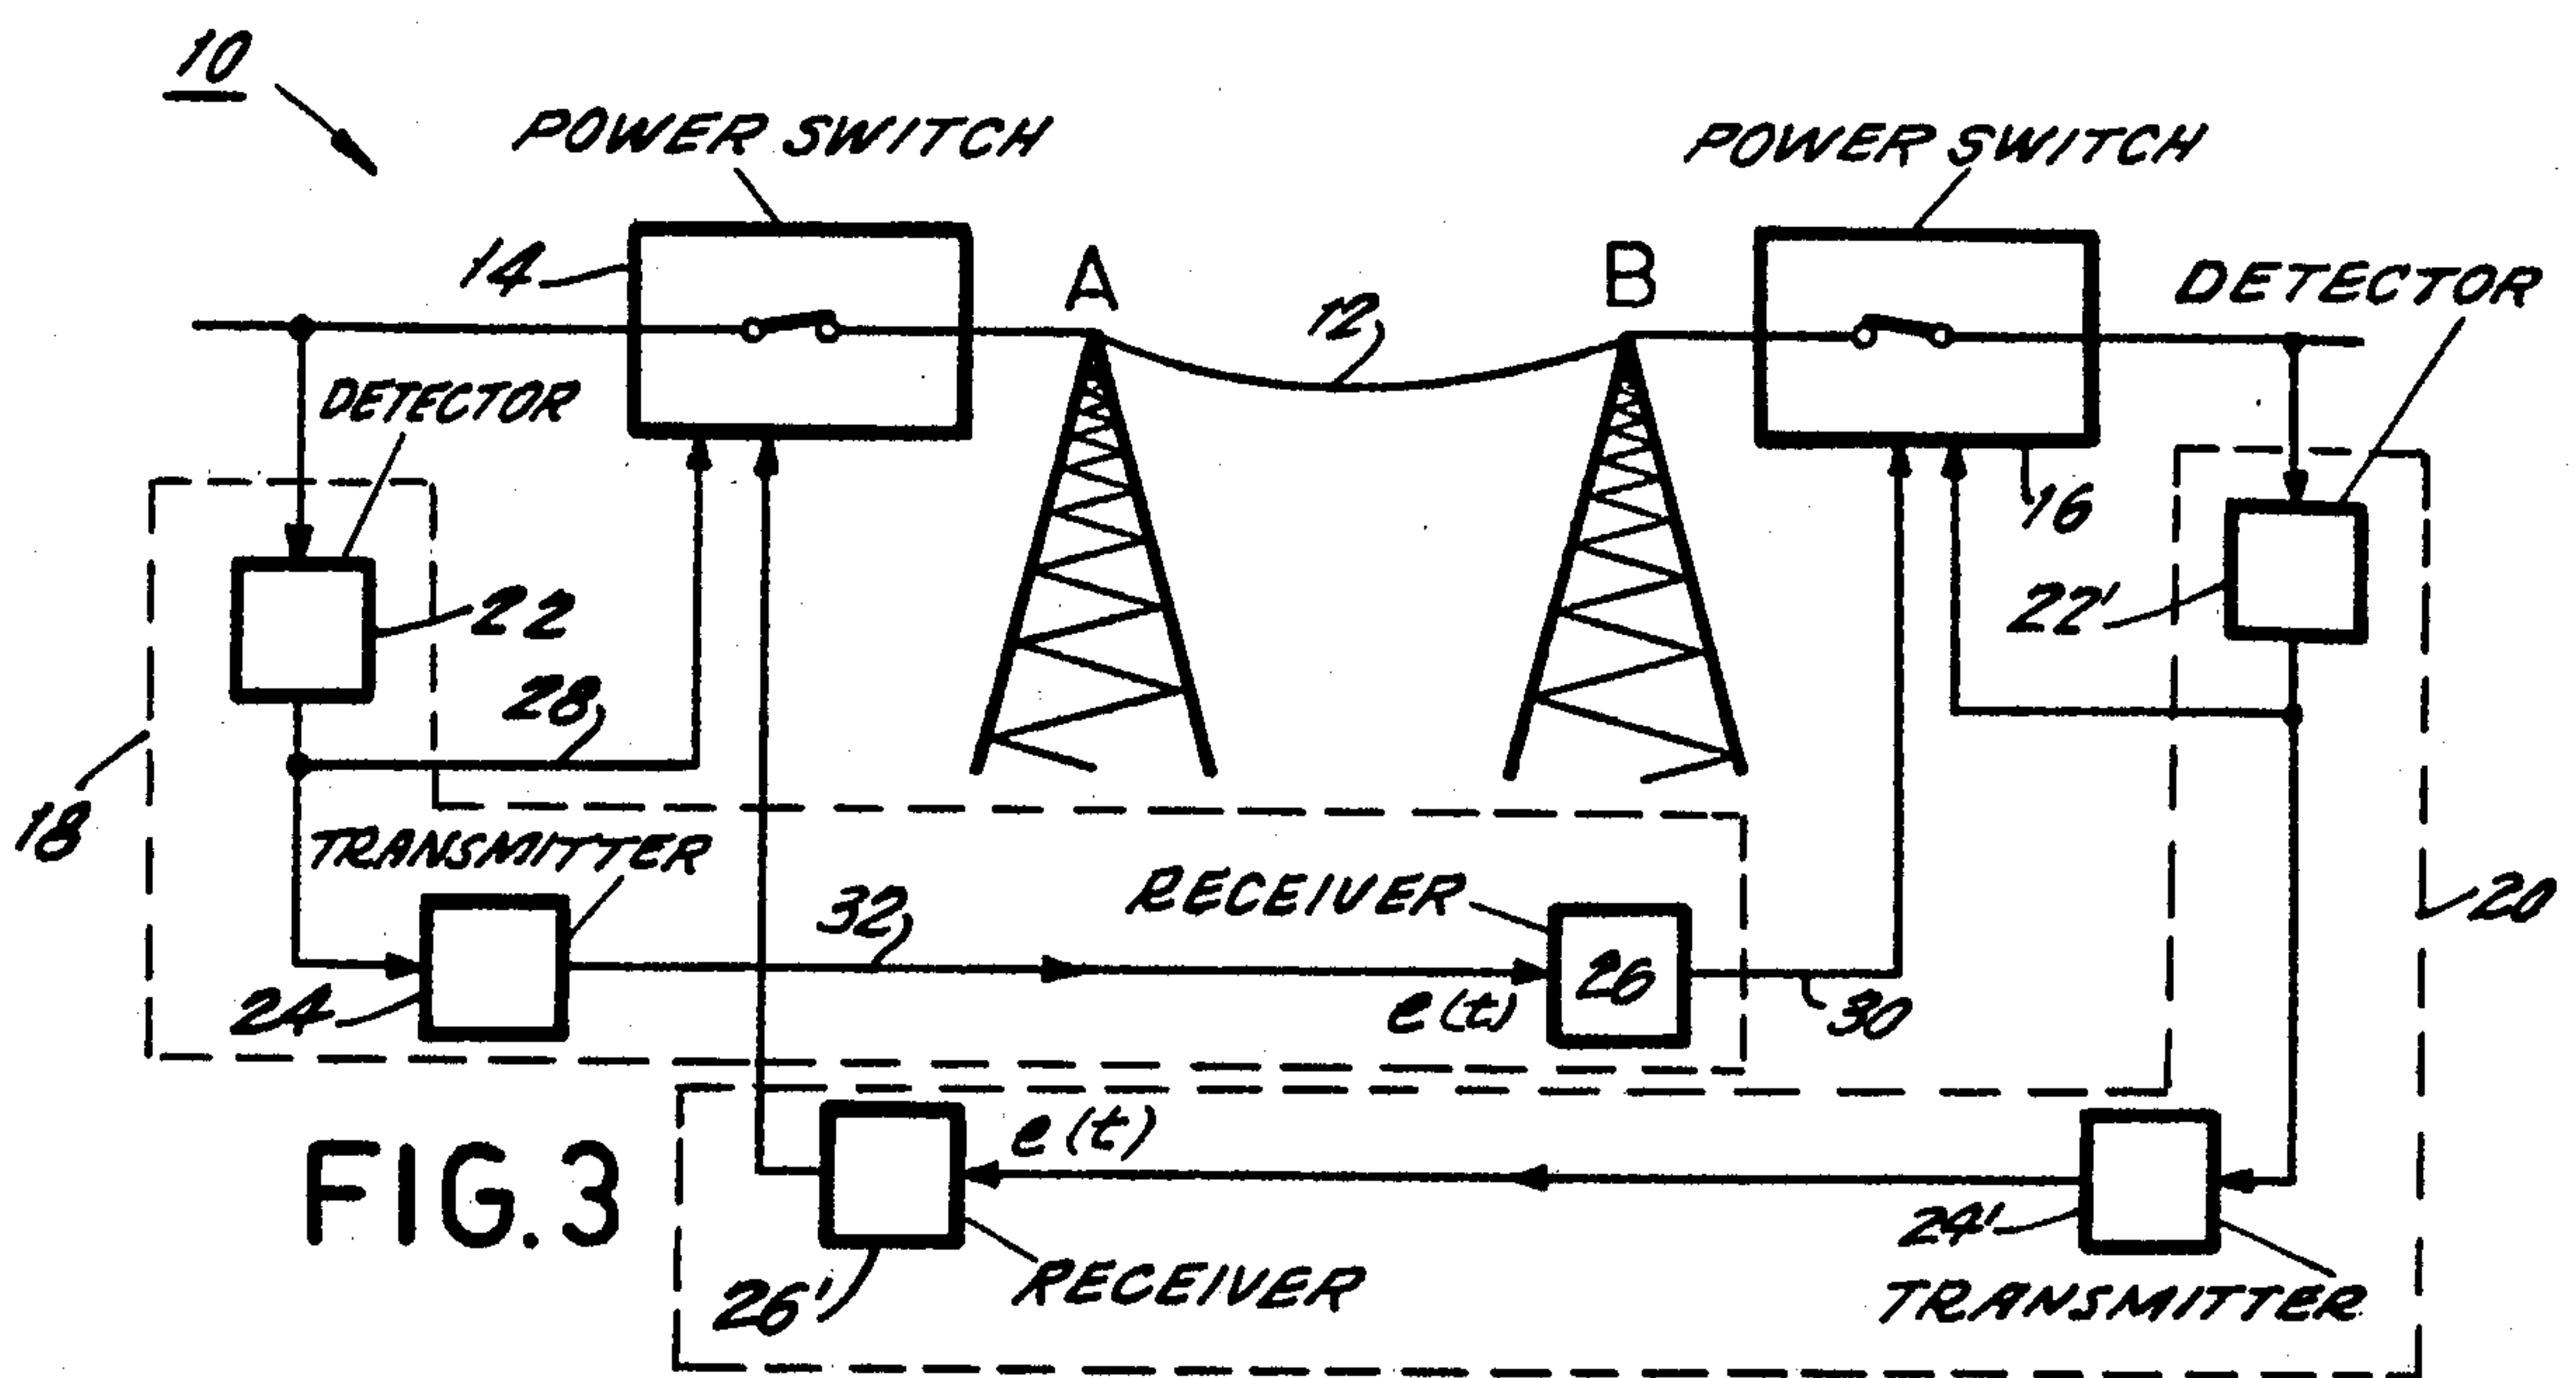 10
POWER SWITCH
POWER SWITCH
14
A
12
B
DETECTOR
DETECTOR
16
22
22'
28
18
TRANSMITTER
32
RECEIVER
20
24
e(t)
26
30
FIG. 3
e(t)
24'
26'
RECEIVER
TRANSMITTER